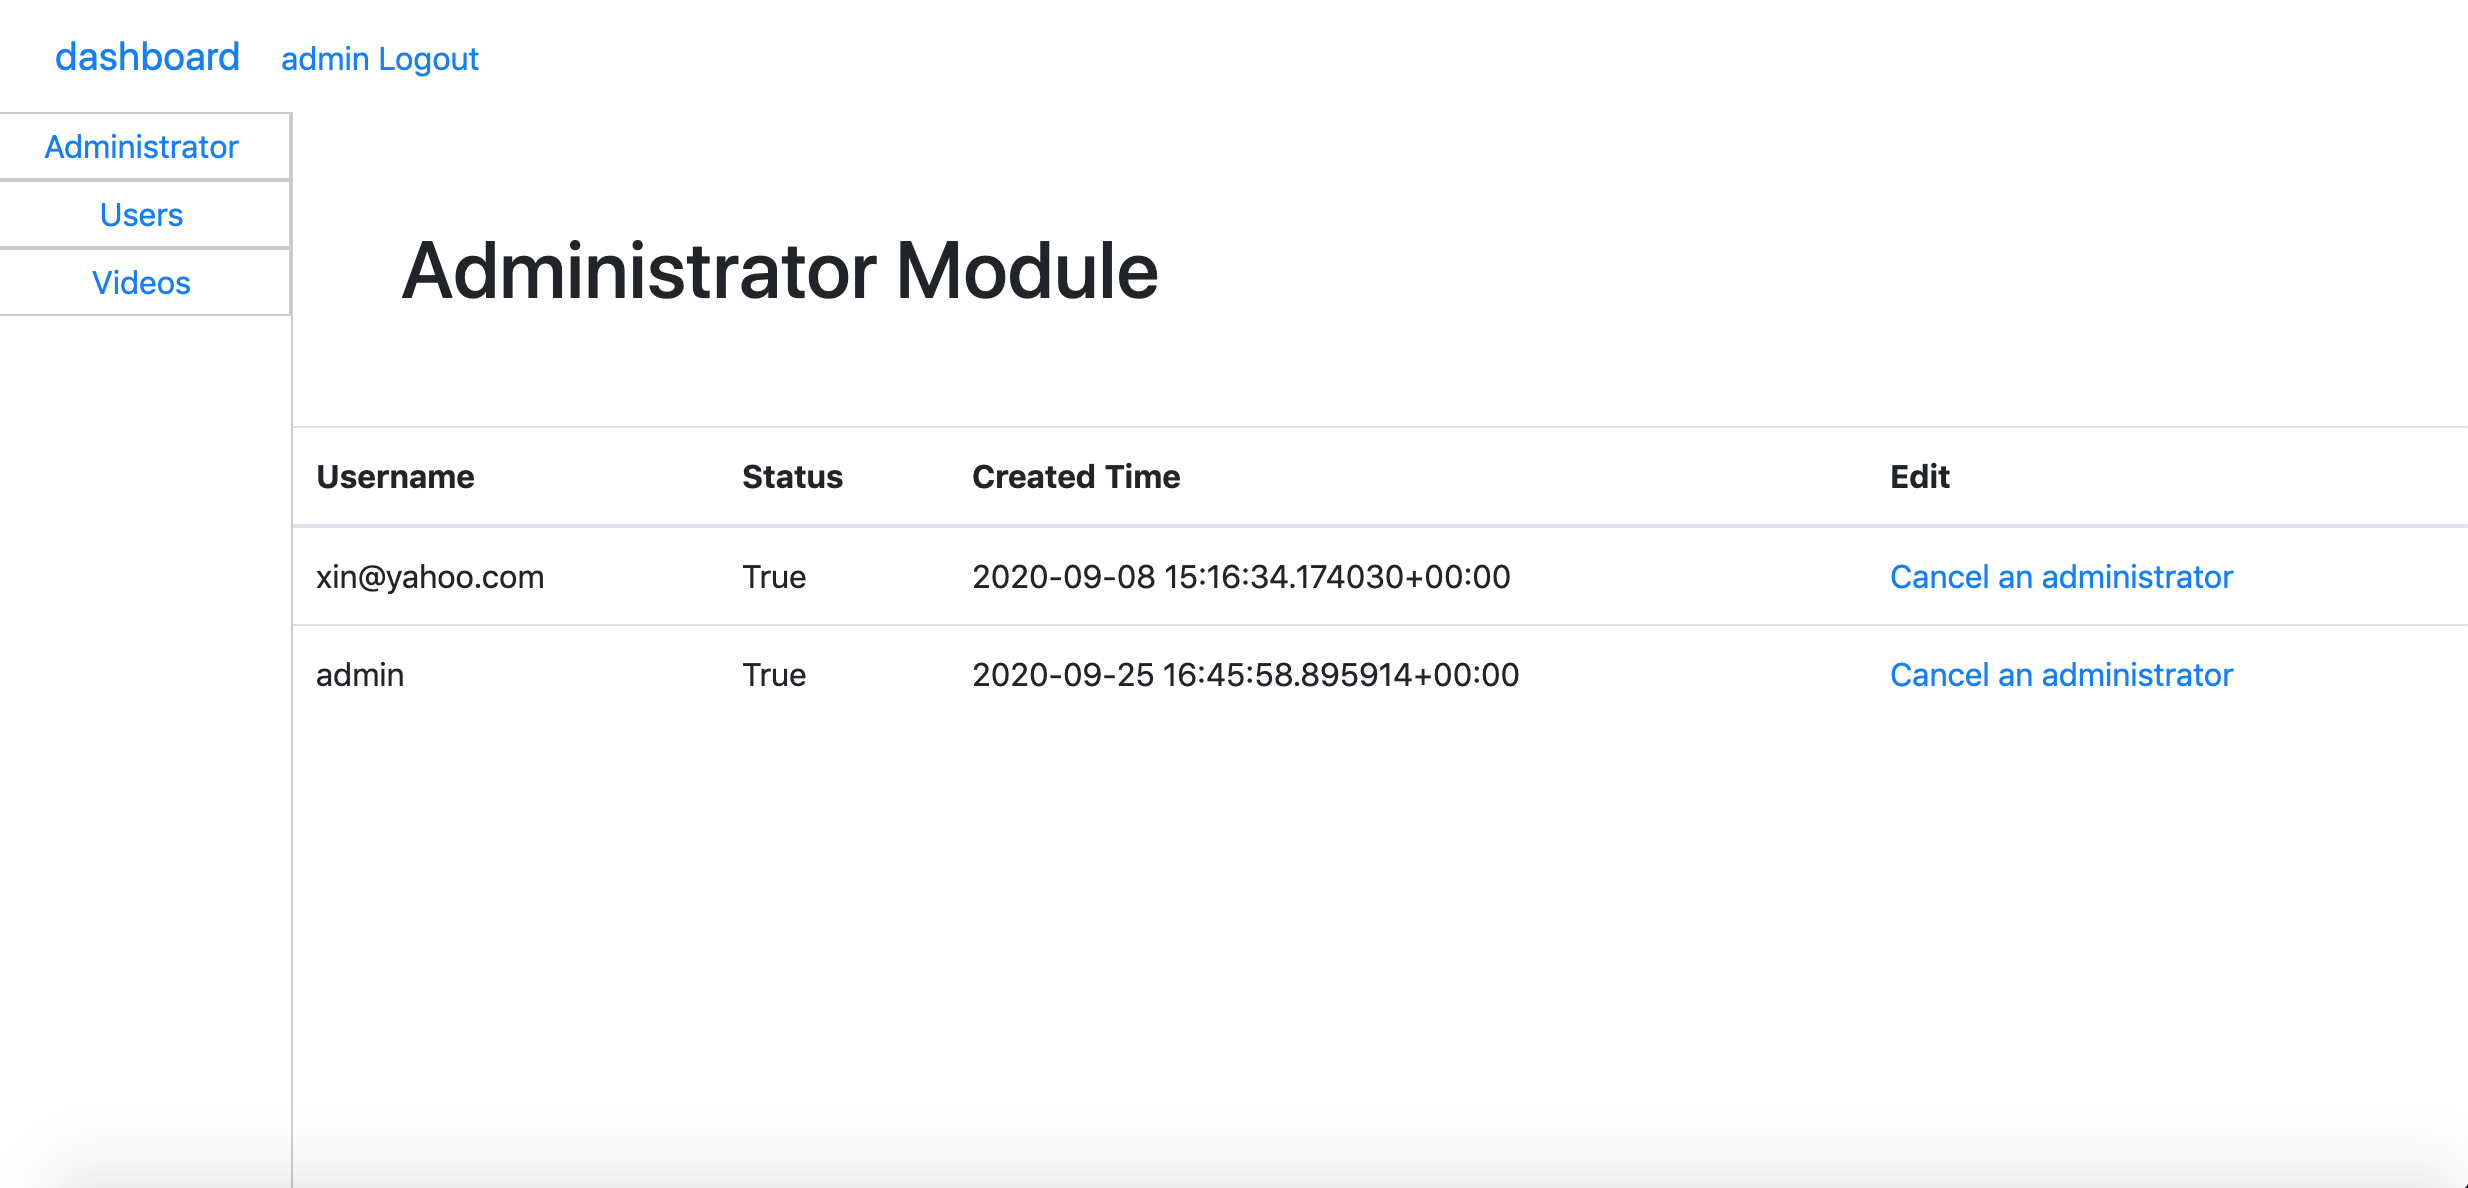 dashboard admin Logout
Administrator
Users
Videos
Administrator Module
Username Status Created Time Edit
xin@yahoo.com True 2020-09-08 15:16:34.174030+00:00 Cancel an administrator
admin True 2020-09-25 16:45:58.895914+00:00 Cancel an administrator